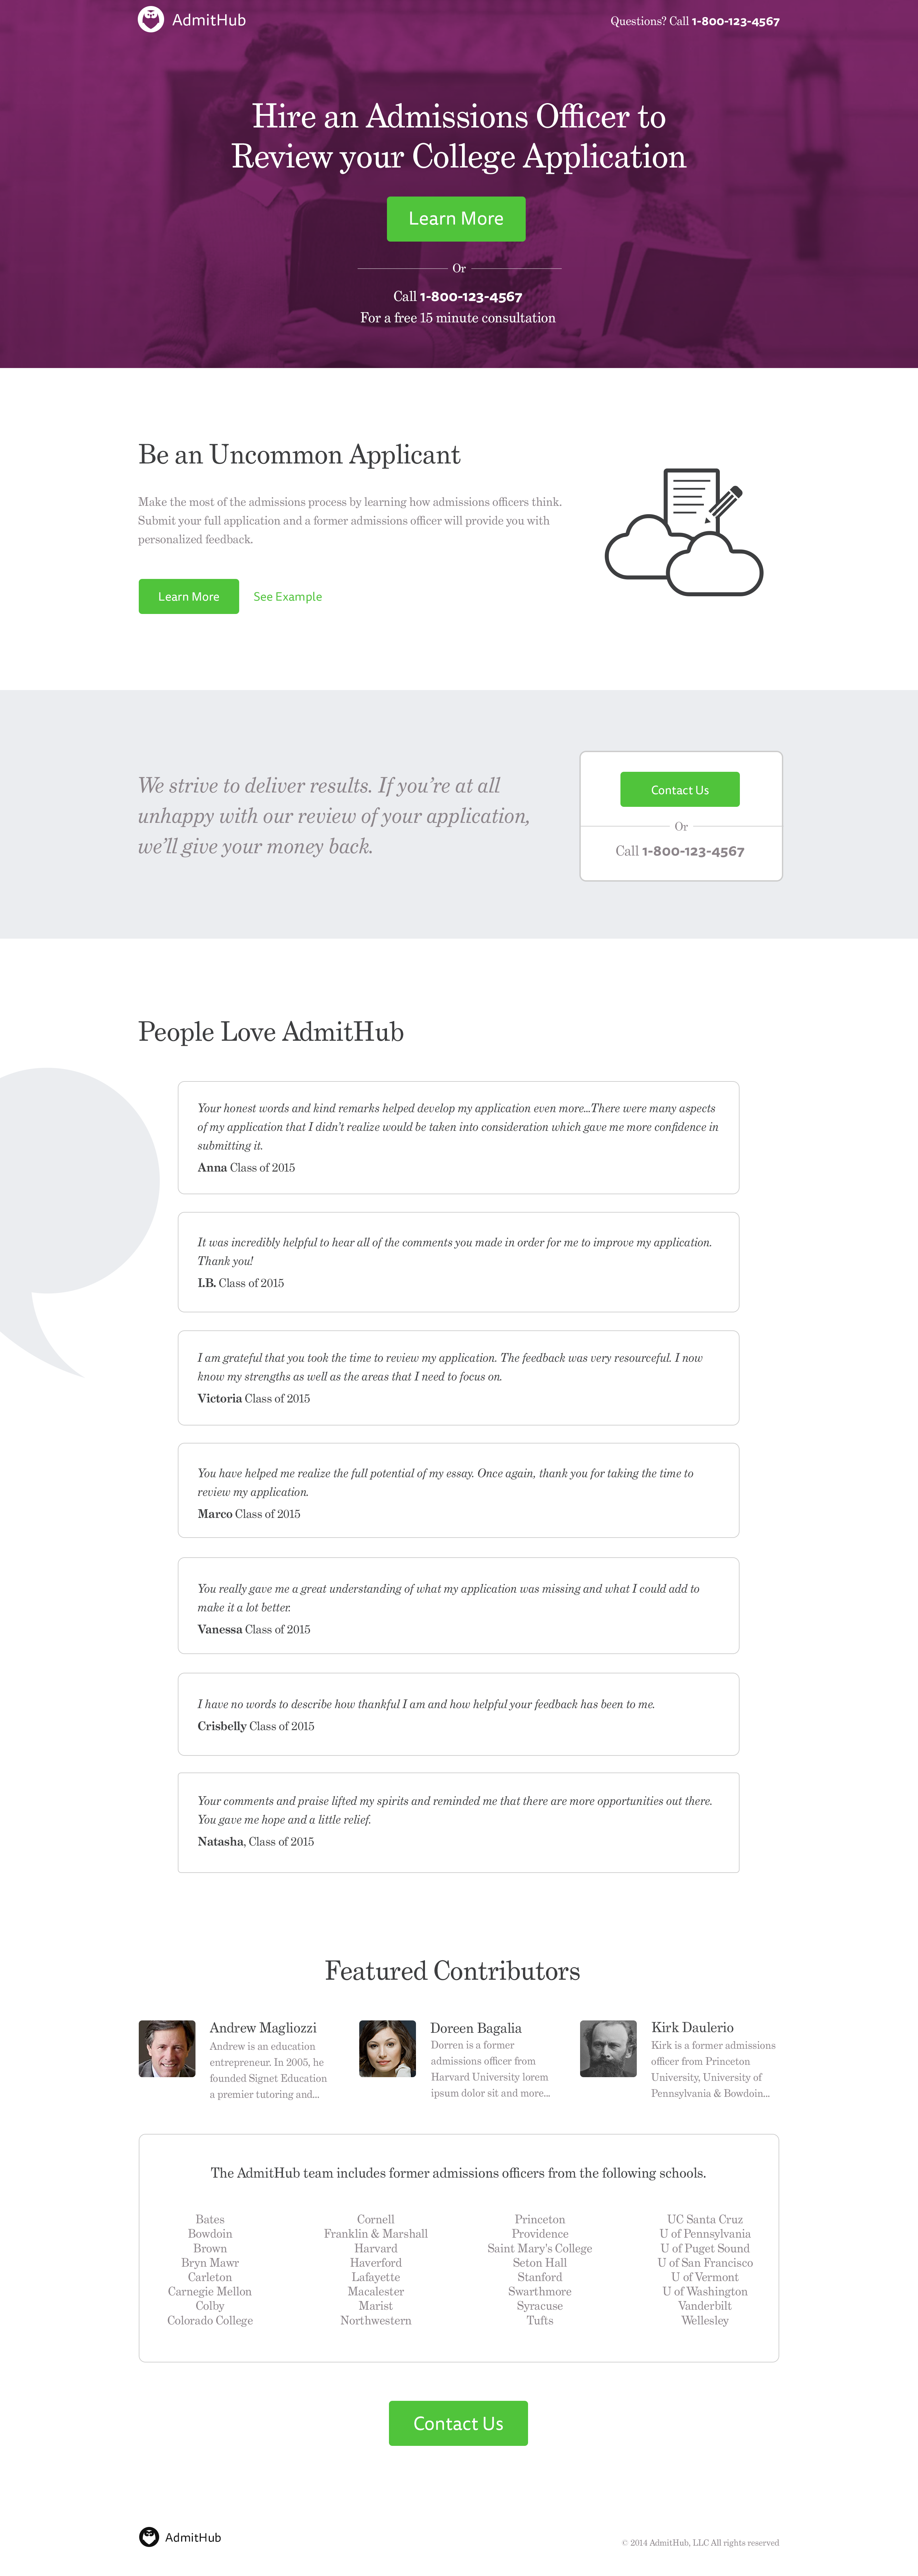 AdmitHub
Questions? Call 1-800-123-4567
Hire an Admissions Officer to
Review your College Application
Learn More
Or
Call 1-800-123-4567
For a free 15 minute consultation
Be an Uncommon Applicant
Make the most of the admissions process by learning how admissions officers think.
Submit your full application and a former admissions officer will provide you with
personalized feedback.
Learn More
See Example
We strive to deliver results. If you're at all
unhappy with our review of your application,
we'll give your money back.
Contact Us
Or
Call 1-800-123-4567
People Love AdmitHub
Your honest words and kind remarks helped develop my application even more...There were many aspects
of my application that I didn't realize would be taken into consideration which gave me more confidence in
submitting it.
Anna Class of 2015
It was incredibly helpful to hear all of the comments you made in order for me to improve my application.
Thank you!
I.B. Class of 2015
I am grateful that you took the time to review my application. The feedback was very resourceful. I now
know my strengths as well as the areas that I need to focus on.
Victoria Class of 2015
You have helped me realize the full potential of my essay. Once again, thank you for taking the time to
review my application.
Marco Class of 2015
You really gave me a great understanding of what my application was missing and what I could add to
make it a lot better.
Vanessa Class of 2015
I have no words to describe how thankful I am and how helpful your feedback has been to me.
Crisbelly Class of 2015
Your comments and praise lifted my spirits and reminded me that there are more opportunities out there.
You gave me hope and a little relief.
Natasha, Class of 2015
Featured Contributors
Andrew Magliozzi
Andrew is an education
entrepreneur. In 2005, he
founded Signet Education
a premier tutoring and...
Doreen Bagalia
Dorren is a former
admissions officer from
Harvard University lorem
ipsum dolor sit and more...
Kirk Daulerio
Kirk is a former admissions
officer from Princeton
University, University of
Pennsylvania & Bowdoin...
The AdmitHub team includes former admissions officers from the following schools.
Bates
Bowdoin
Brown
Bryn Mawr
Carleton
Carnegie Mellon
Colby
Colorado College
Cornell
Franklin & Marshall
Harvard
Haverford
Lafayette
Macalester
Marist
Northwestern
Princeton
Providence
Saint Mary's College
Seton Hall
Stanford
Swarthmore
Syracuse
Tufts
UC Santa Cruz
U of Pennsylvania
U of Puget Sound
U of San Francisco
U of Vermont
U of Washington
Vanderbilt
Wellesley
Contact Us
AdmitHub
© 2014 AdmitHub, LLC All rights reserved